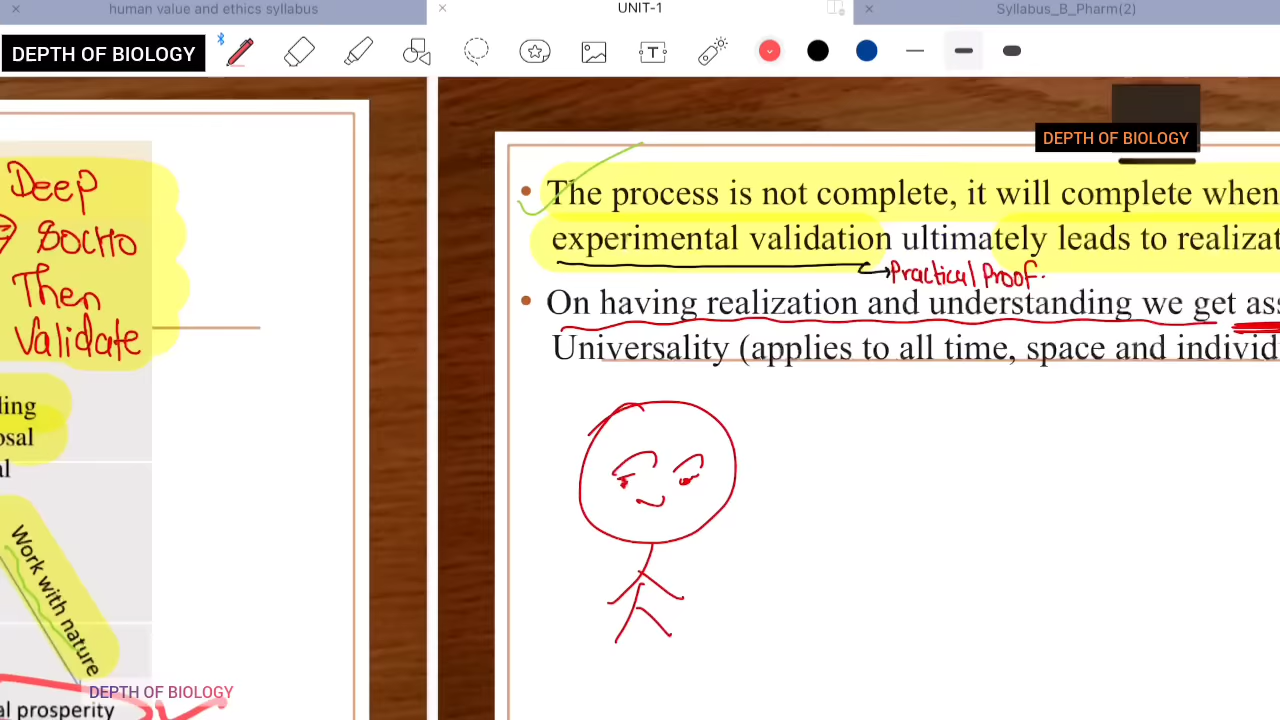 human value and ethics syllabus
UNIT-1
Syllabus_B_Pharm(2)
DEPTH OF BIOLOGY
T
DEPTH OF BIOLOGY
Deep
SOCHO
Then
Validate
ding
osal
al
Work with nature
DEPTH OF BIOLOGY
al prosperity
• The process is not complete, it will complete when
experimental validation ultimately leads to realizat
Practical Proof.
• On having realization and understanding we get ass
Universality (applies to all time, space and individ